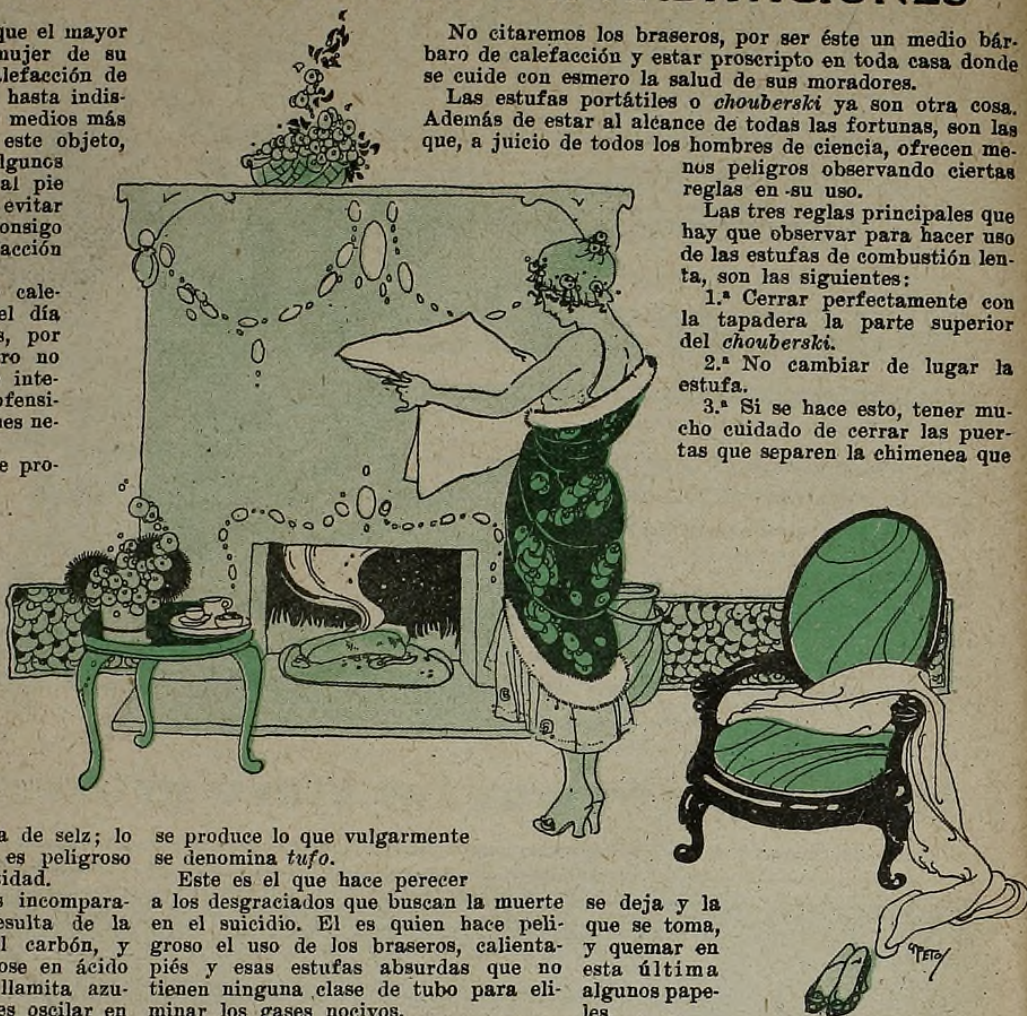 que el mayor
mujer de su
lefacción de
hasta indis-
medios más
este objeto,
lgunos
al pie
evitar
onsigo
acción
cale-
el día
s, por
ro no
inte-
ofensi-
nes ne-
e pro-
No citaremos los braseros, por ser éste un medio bár-
baro de calefacción y estar proscripto en toda casa donde
se cuide con esmero la salud de sus moradores.
Las estufas portátiles o chouberski ya son otra cosa.
Además de estar al alcance de todas las fortunas, son las
que, a juicio de todos los hombres de ciencia, ofrecen me-
nos peligros observando ciertas
reglas en su uso.
Las tres reglas principales que
hay que observar para hacer uso
de las estufas de combustión len-
ta, son las siguientes:
1.ª Cerrar perfectamente con
la tapadera la parte superior
del chouberski.
2.ª No cambiar de lugar la
estufa.
3.ª Si se hace esto, tener mu-
cho cuidado de cerrar las puer-
tas que separen la chimenea que
a de selz; lo
es peligroso
sidad.
s incompara-
esulta de la
l carbón, y
ose en ácido
llamita azu-
es oscilar en
se produce lo que vulgarmente
se denomina tufo.
Este es el que hace perecer
a los desgraciados que buscan la muerte
en el suicidio. El es quien hace peli-
groso el uso de los braseros, calienta-
piés y esas estufas absurdas que no
tienen ninguna clase de tubo para eli-
minar los gases nocivos.
se deja y la
que se toma,
y quemar en
esta última
algunos pape-
les